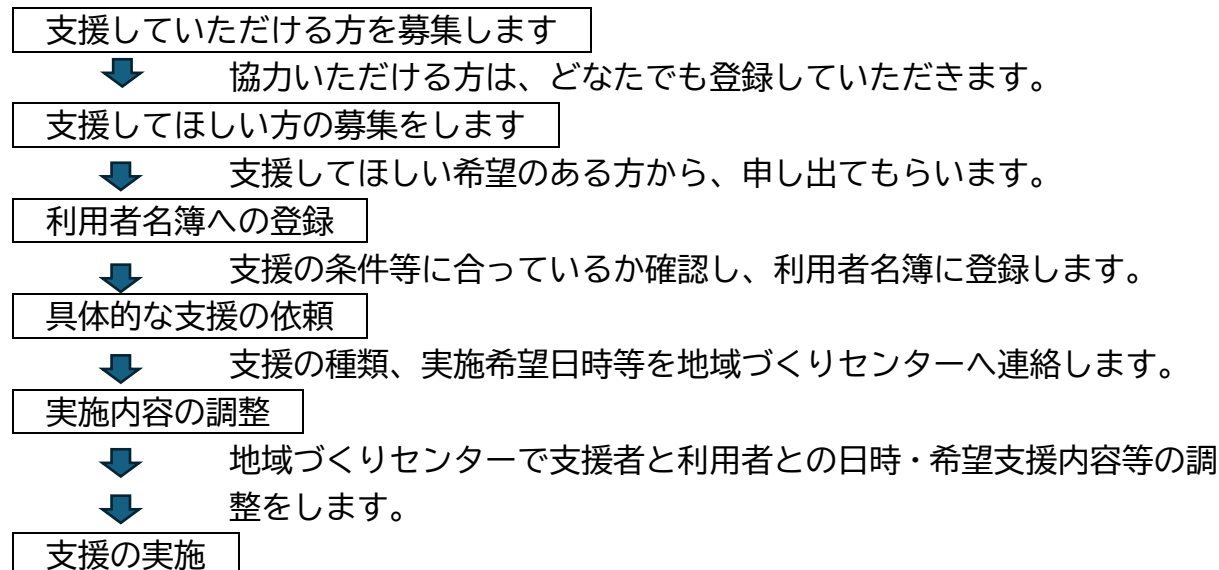 支援していただける方を募集します
協力いただける方は、どなたでも登録していただきます。
支援してほしい方の募集をします
支援してほしい希望のある方から、申し出てもらいます。
利用者名簿への登録
支援の条件等に合っているか確認し、利用者名簿に登録します。
具体的な支援の依頼
支援の種類、実施希望日時等を地域づくりセンターへ連絡します。
実施内容の調整
地域づくりセンターで支援者と利用者との日時・希望支援内容等の調
整をします。
支援の実施